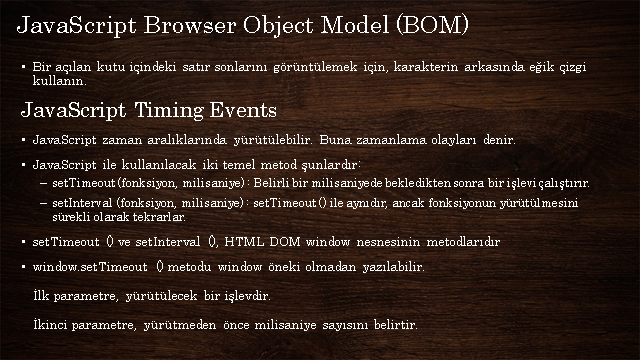 JavaScript Browser Object Model (BOM)
• Bir açılan kutu içindeki satır sonlarını görüntülemek için, karakterin arkasında eğik çizgi
kullanın.
JavaScript Timing Events
• JavaScript zaman aralıklarında yürütülebilir. Buna zamanlama olayları denir.
• JavaScript ile kullanılacak iki temel metod şunlardır:
– setTimeout(fonksiyon, milisaniye): Belirli bir milisaniyede bekledikten sonra bir işlevi çalıştırır.
– setInterval (fonksiyon, milisaniye): setTimeout() ile aynıdır, ancak fonksiyonun yürütülmesini
sürekli olarak tekrarlar.
• setTimeout () ve setInterval (), HTML DOM window nesnesinin metodlarıdır
• window.setTimeout () metodu window öneki olmadan yazılabilir.
İlk parametre, yürütülecek bir işlevdir.
İkinci parametre, yürütmeden önce milisaniye sayısını belirtir.